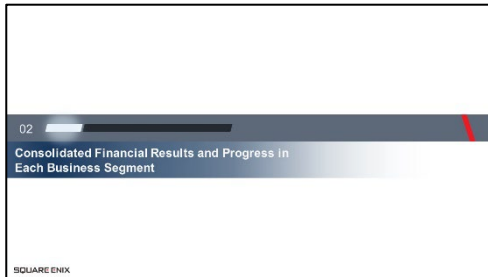 02
Consolidated Financial Results and Progress in
Each Business Segment
SQUARE ENIX